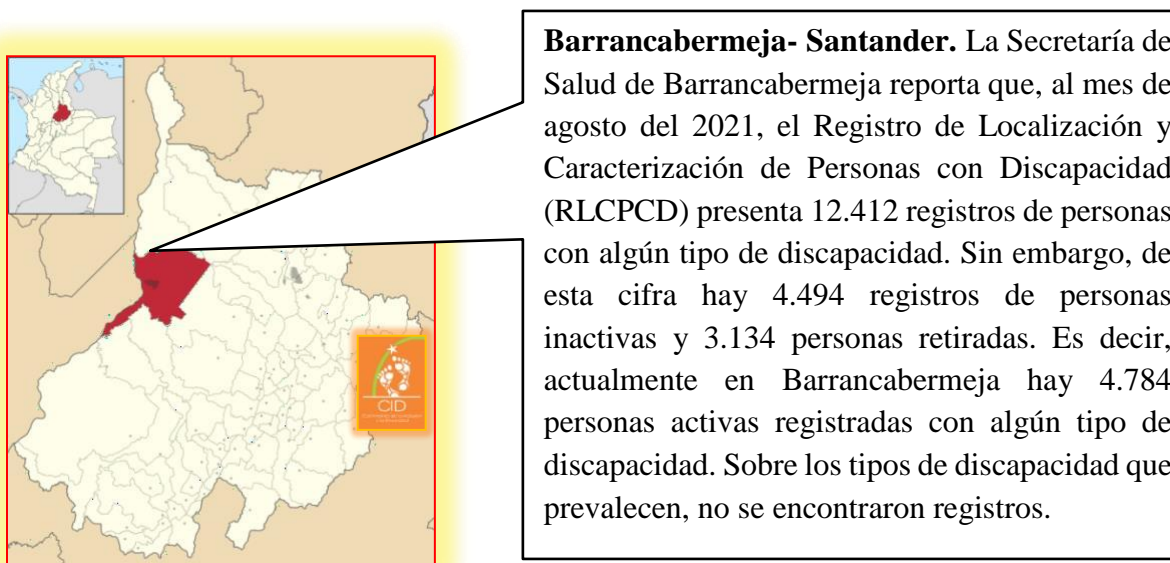 Barrancabermeja- Santander. La Secretaría de
Salud de Barrancabermeja reporta que, al mes de
agosto del 2021, el Registro de Localización y
Caracterización de Personas con Discapacidad
(RLCPCD) presenta 12.412 registros de personas
con algún tipo de discapacidad. Sin embargo, de
esta cifra hay 4.494 registros de personas
inactivas y 3.134 personas retiradas. Es decir,
actualmente en Barrancabermeja hay 4.784
personas activas registradas con algún tipo de
discapacidad. Sobre los tipos de discapacidad que
prevalecen, no se encontraron registros.
CID